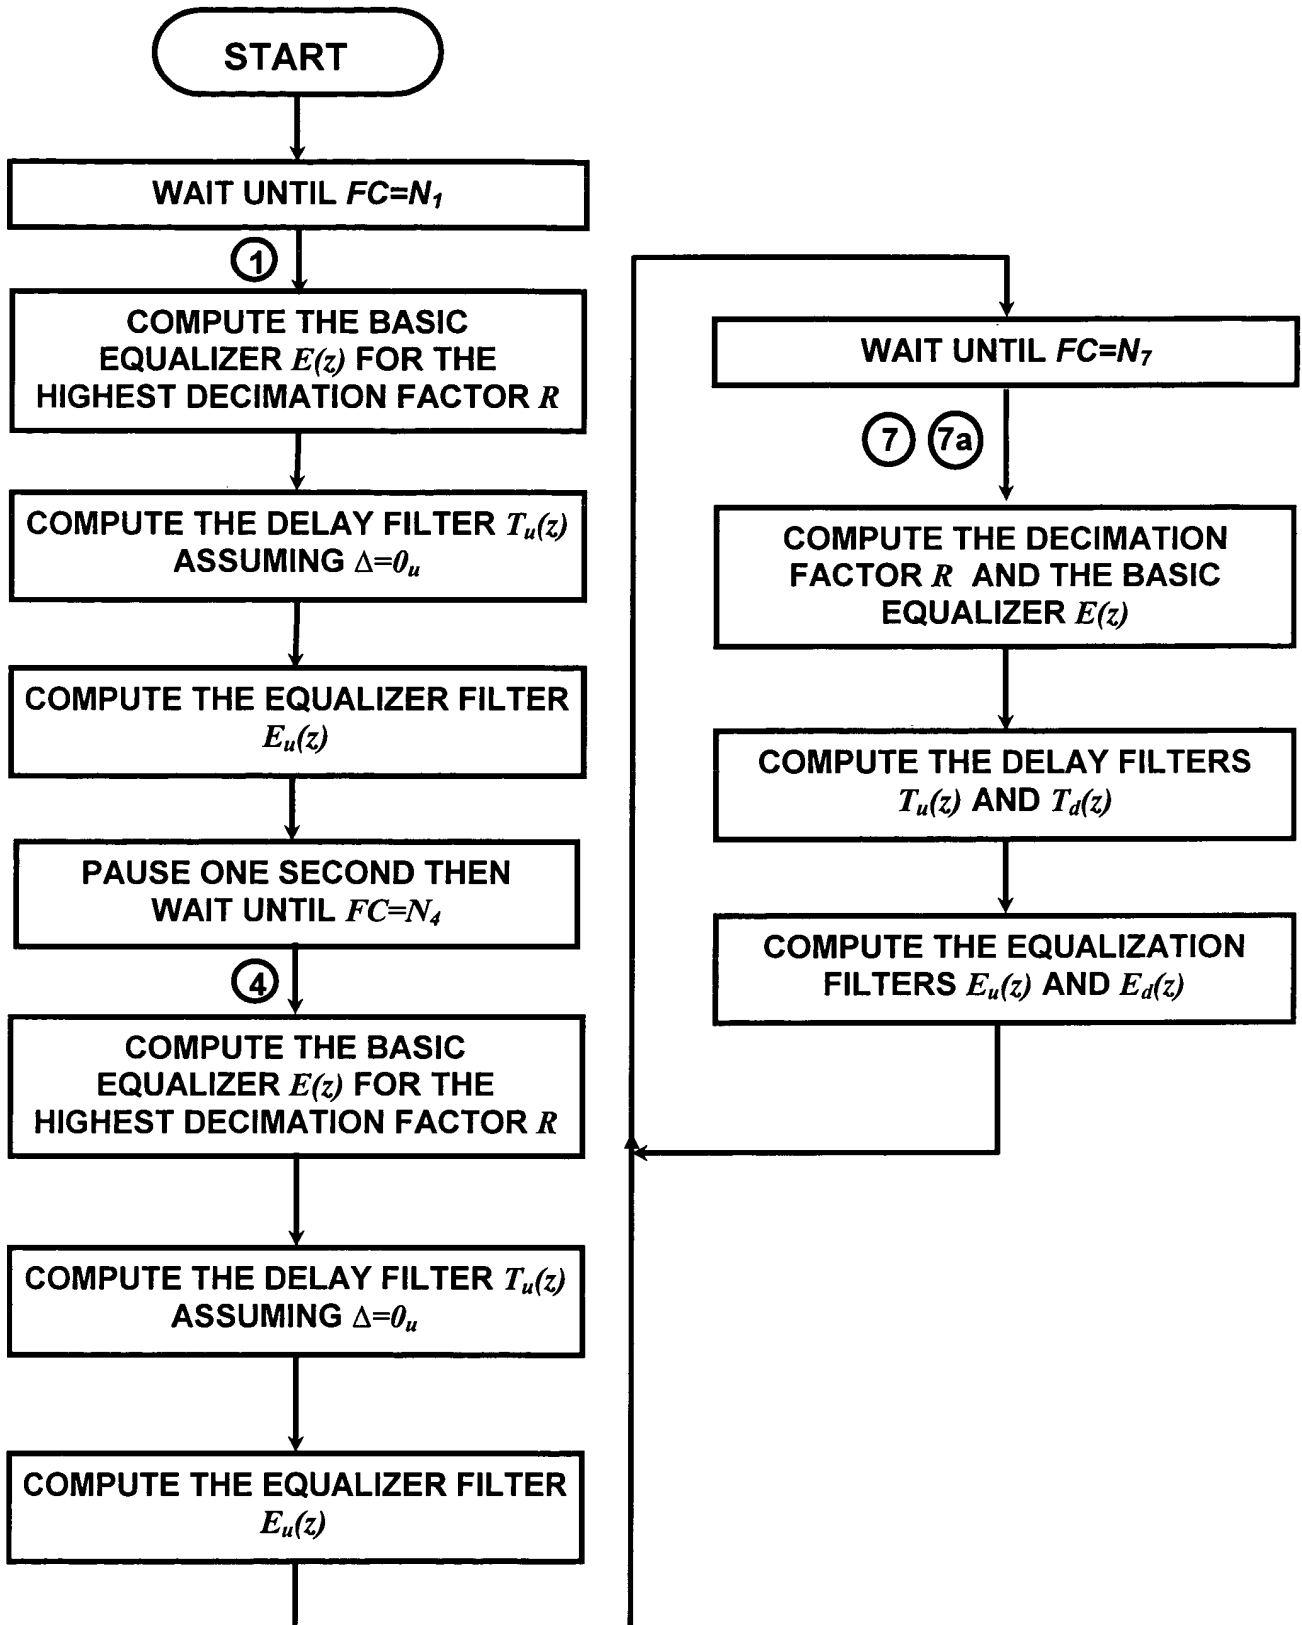 START
WAIT UNTIL FC=N₁
1
COMPUTE THE BASIC
EQUALIZER E(z) FOR THE
HIGHEST DECIMATION FACTOR R
COMPUTE THE DELAY FILTER Tᵤ(z)
ASSUMING Δ=0ᵤ
COMPUTE THE EQUALIZER FILTER
Eᵤ(z)
PAUSE ONE SECOND THEN
WAIT UNTIL FC=N₄
4
COMPUTE THE BASIC
EQUALIZER E(z) FOR THE
HIGHEST DECIMATION FACTOR R
COMPUTE THE DELAY FILTER Tᵤ(z)
ASSUMING Δ=0ᵤ
COMPUTE THE EQUALIZER FILTER
Eᵤ(z)
WAIT UNTIL FC=N₇
7 7a
COMPUTE THE DECIMATION
FACTOR R AND THE BASIC
EQUALIZER E(z)
COMPUTE THE DELAY FILTERS
Tᵤ(z) AND T_d(z)
COMPUTE THE EQUALIZATION
FILTERS Eᵤ(z) AND E_d(z)